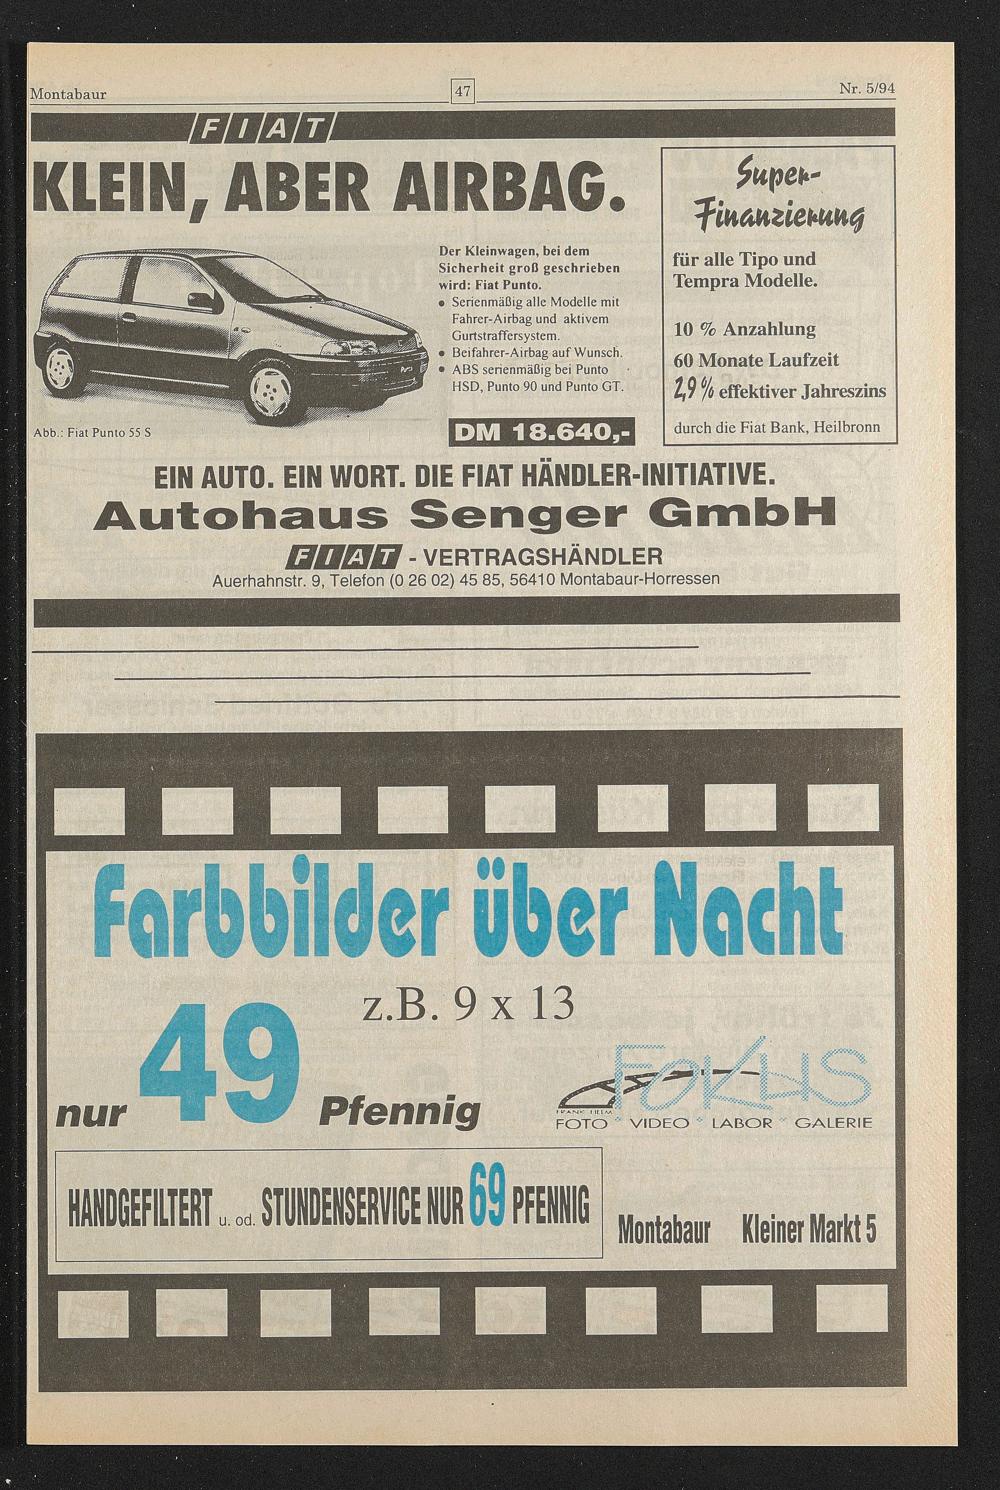 Montabaur
47
Nr. 5/94
FIAT
KLEIN, ABER AIRBAG.
Der Kleinwagen, bei dem
Sicherheit groß geschrieben
wird: Fiat Punto.
• Serienmäßig alle Modelle mit
Fahrer-Airbag und aktivem
Gurtstraffersystem.
• Beifahrer-Airbag auf Wunsch.
• ABS serienmäßig bei Punto
HSD, Punto 90 und Punto GT.
Punto
Abb.: Fiat Punto 55 S
DM 18.640,-
Super-
Finanzierung
für alle Tipo und
Tempra Modelle.
10 % Anzahlung
60 Monate Laufzeit
2,9 % effektiver Jahreszins
durch die Fiat Bank, Heilbronn
EIN AUTO. EIN WORT. DIE FIAT HÄNDLER-INITIATIVE.
Autohaus Senger GmbH
FIAT - VERTRAGSHÄNDLER
Auerhahnstr. 9, Telefon (0 26 02) 45 85, 56410 Montabaur-Horressen
Farbbilder über Nacht
z.B. 9 x 13
nur 49 Pfennig
FOKUS
FRANK HELM
FOTO * VIDEO * LABOR * GALERIE
HANDGEFILTERT u. od. STUNDENSERVICE NUR 69 PFENNIG
Montabaur Kleiner Markt 5